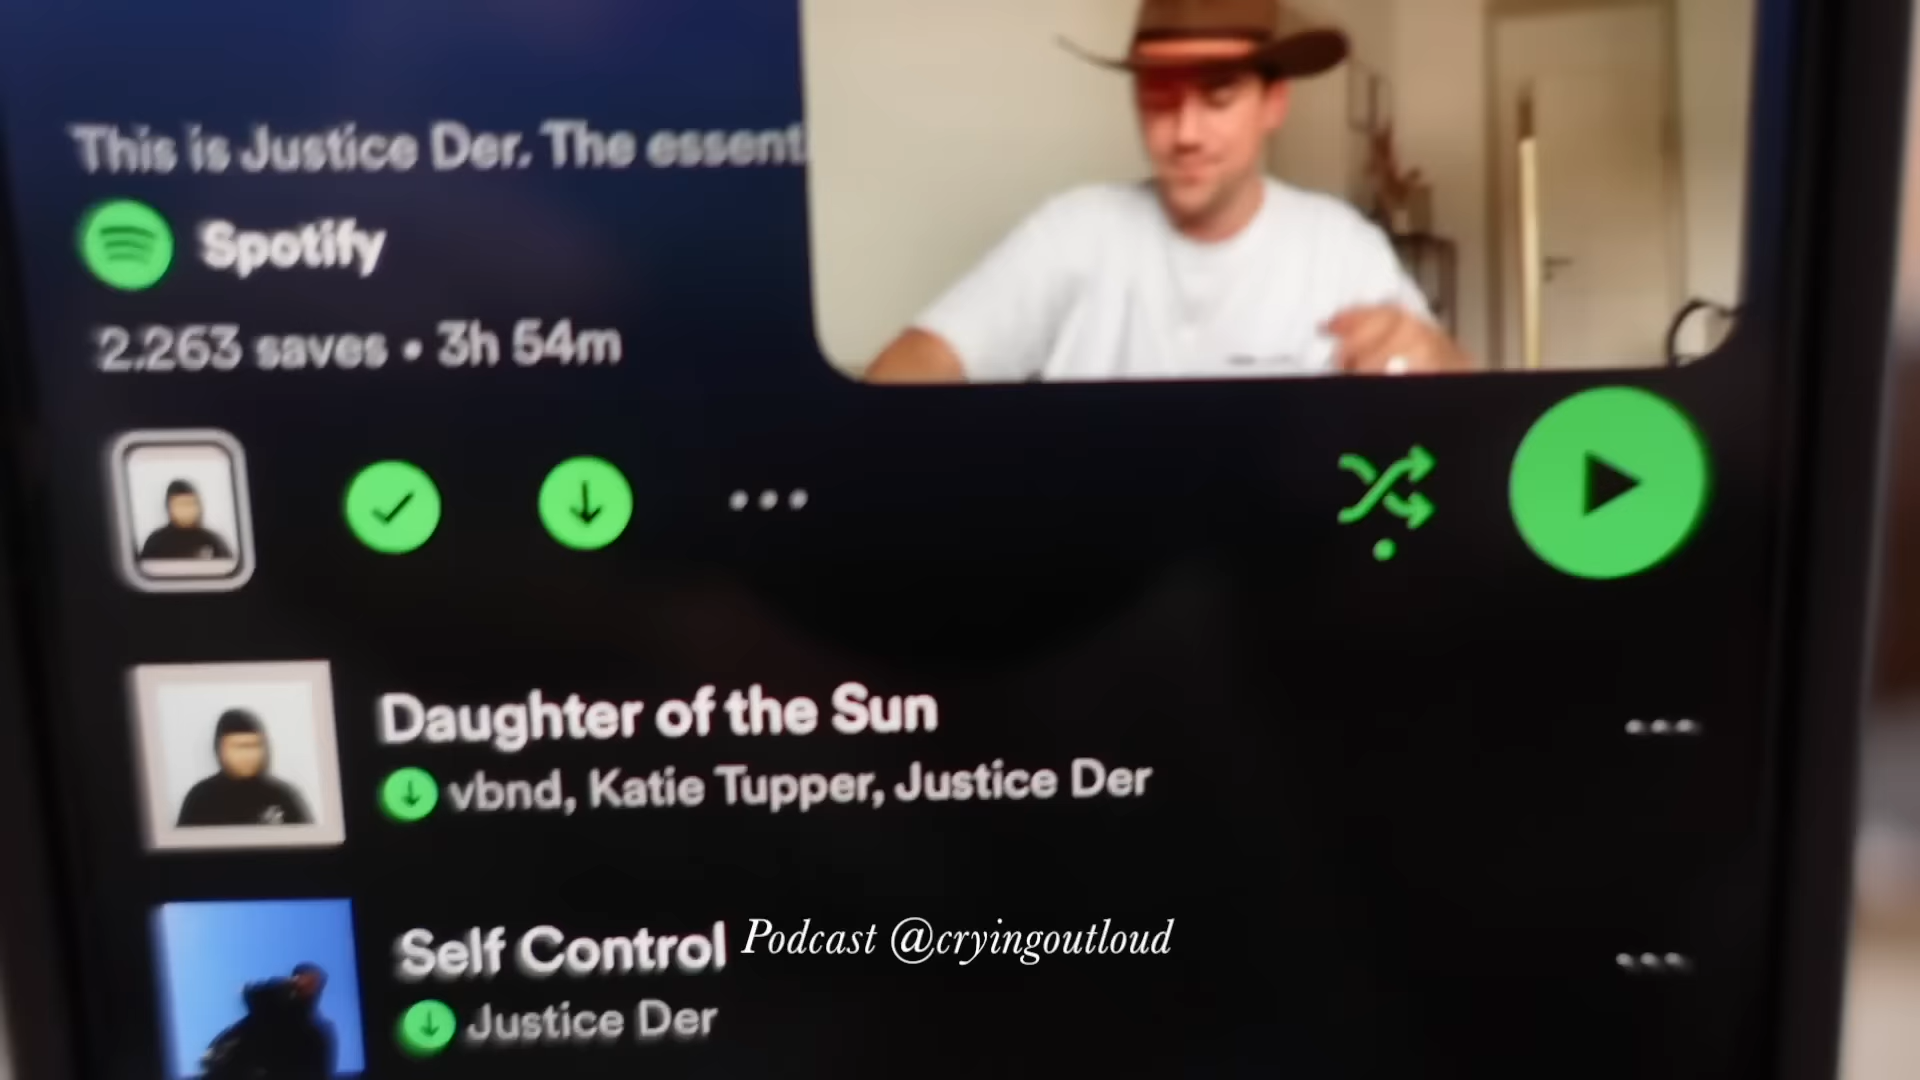 This is Justice Der. The essent
Spotify
2.263 saves • 3h 54m
Daughter of the Sun
vbnd, Katie Tupper, Justice Der
Self Control
Podcast @cryingoutloud
Justice Der